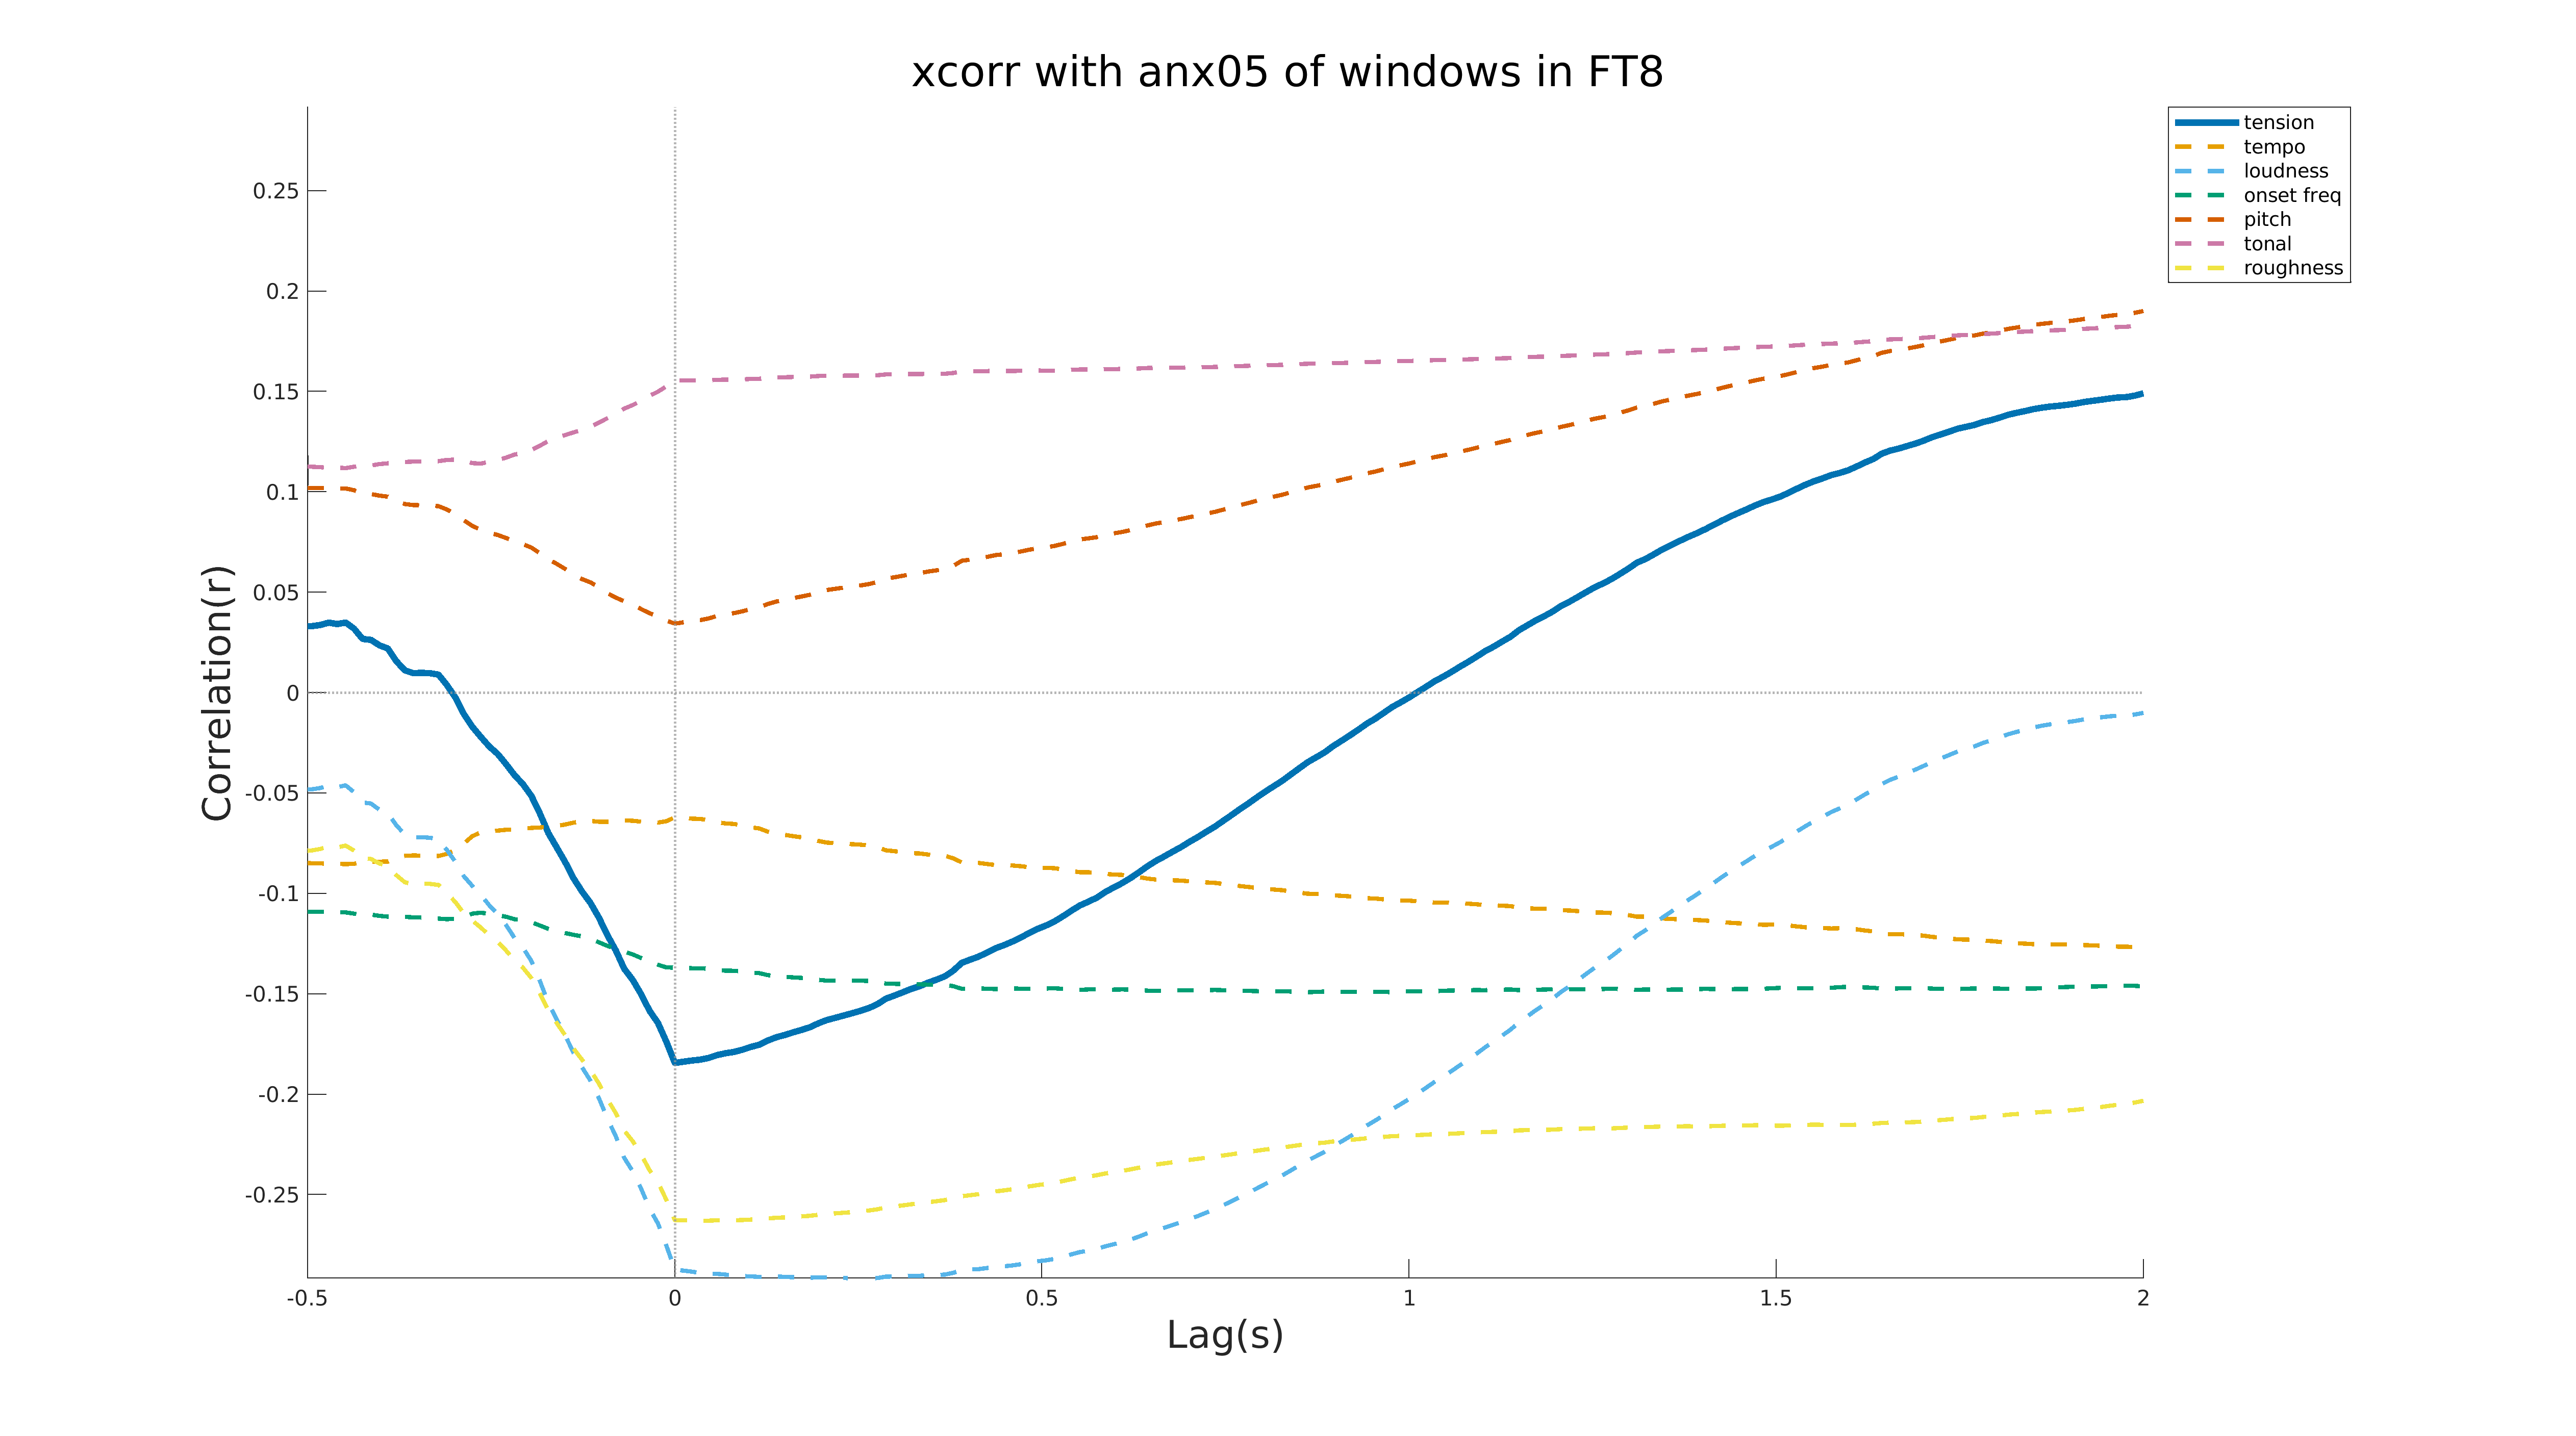 xcorr with anx05 of windows in FT8
tension
tempo
loudness
onset freq
pitch
tonal
roughness
Correlation(r)
0.25
0.2
0.15
0.1
0.05
0
-0.05
-0.1
-0.15
-0.2
-0.25
-0.5
0
0.5
1
1.5
2
Lag(s)